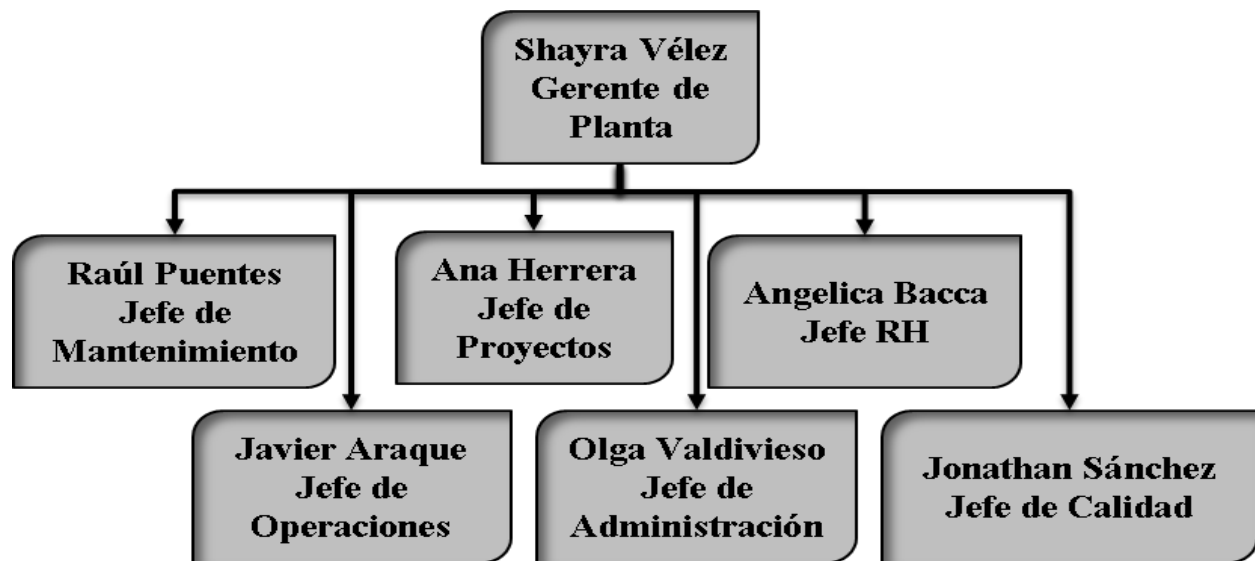 Shayra Vélez
Gerente de
Planta
Raúl Puentes
Jefe de
Mantenimiento
Ana Herrera
Jefe de
Proyectos
Angelica Bacca
Jefe RH
Javier Araque
Jefe de
Operaciones
Olga Valdivieso
Jefe de
Administración
Jonathan Sánchez
Jefe de Calidad